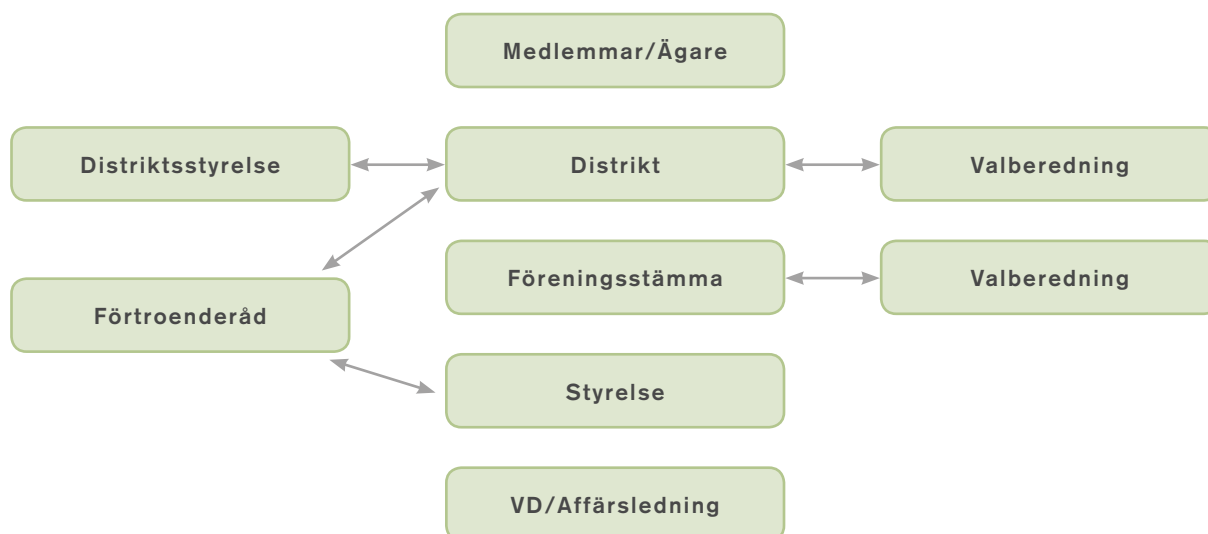 Medlemmar/Ägare
Distriktsstyrelse
Distrikt
Valberedning
Föreningsstämma
Valberedning
Förtroenderåd
Styrelse
VD/Affärsledning